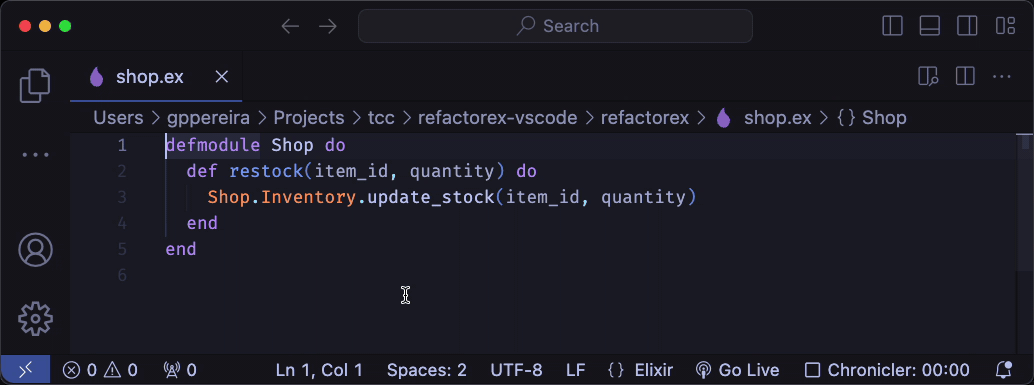 Search
shop.ex
Users > gppereira > Projects > tcc > refactorex-vscode > refactorex > shop.ex > {} Shop
1 defmodule Shop do
2 def restock(item_id, quantity) do
3 Shop.Inventory.update_stock(item_id, quantity)
4 end
5 end
6
0 0 0 Ln 1, Col 1 Spaces: 2 UTF-8 LF {} Elixir Go Live Chronicler: 00:00